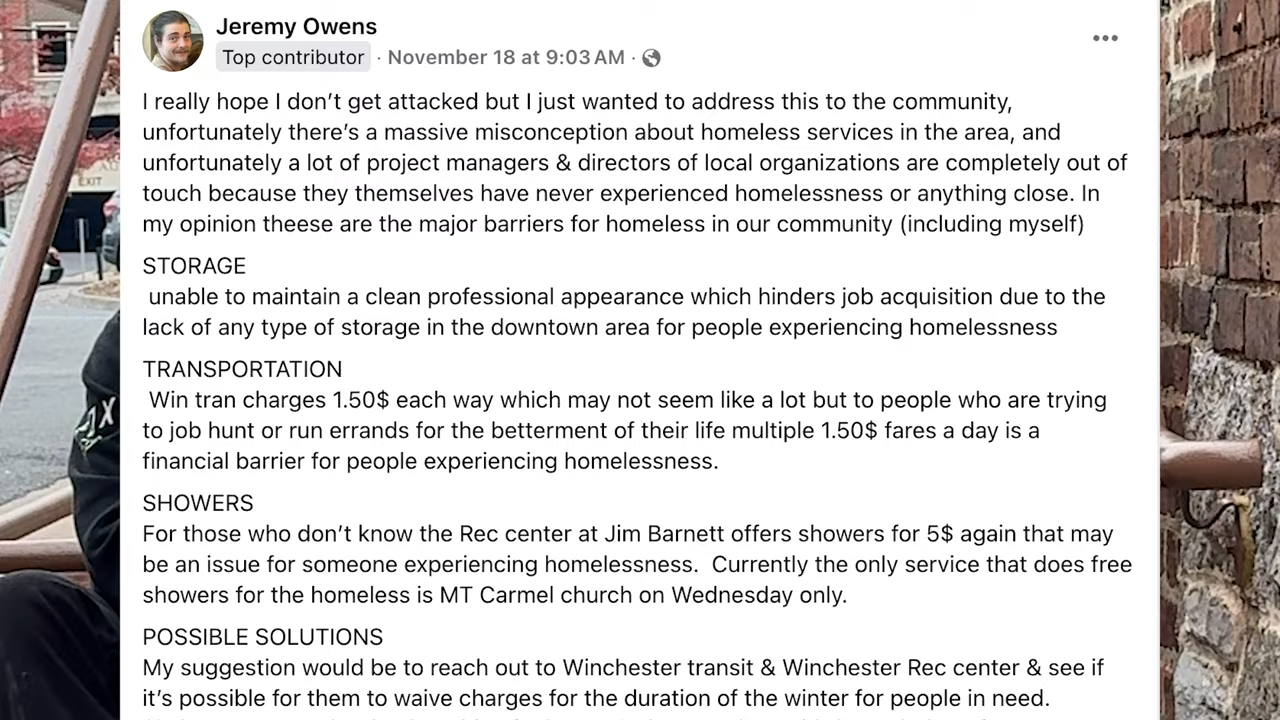 Jeremy Owens
Top contributor · November 18 at 9:03 AM ·
I really hope I don't get attacked but I just wanted to address this to the community,
unfortunately there's a massive misconception about homeless services in the area, and
unfortunately a lot of project managers & directors of local organizations are completely out of
touch because they themselves have never experienced homelessness or anything close. In
my opinion theese are the major barriers for homeless in our community (including myself)
STORAGE
unable to maintain a clean professional appearance which hinders job acquisition due to the
lack of any type of storage in the downtown area for people experiencing homelessness
TRANSPORTATION
Win tran charges 1.50$ each way which may not seem like a lot but to people who are trying
to job hunt or run errands for the betterment of their life multiple 1.50$ fares a day is a
financial barrier for people experiencing homelessness.
SHOWERS
For those who don't know the Rec center at Jim Barnett offers showers for 5$ again that may
be an issue for someone experiencing homelessness.  Currently the only service that does free
showers for the homeless is MT Carmel church on Wednesday only.
POSSIBLE SOLUTIONS
My suggestion would be to reach out to Winchester transit & Winchester Rec center & see if
it's possible for them to waive charges for the duration of the winter for people in need.
EXIT